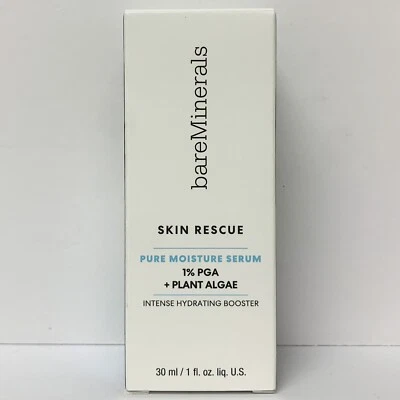 bareMinerals
SKIN RESCUE
PURE MOISTURE SERUM
1% PGA
+ PLANT ALGAE
INTENSE HYDRATING BOOSTER
30 ml / 1 fl. oz. liq. U.S.